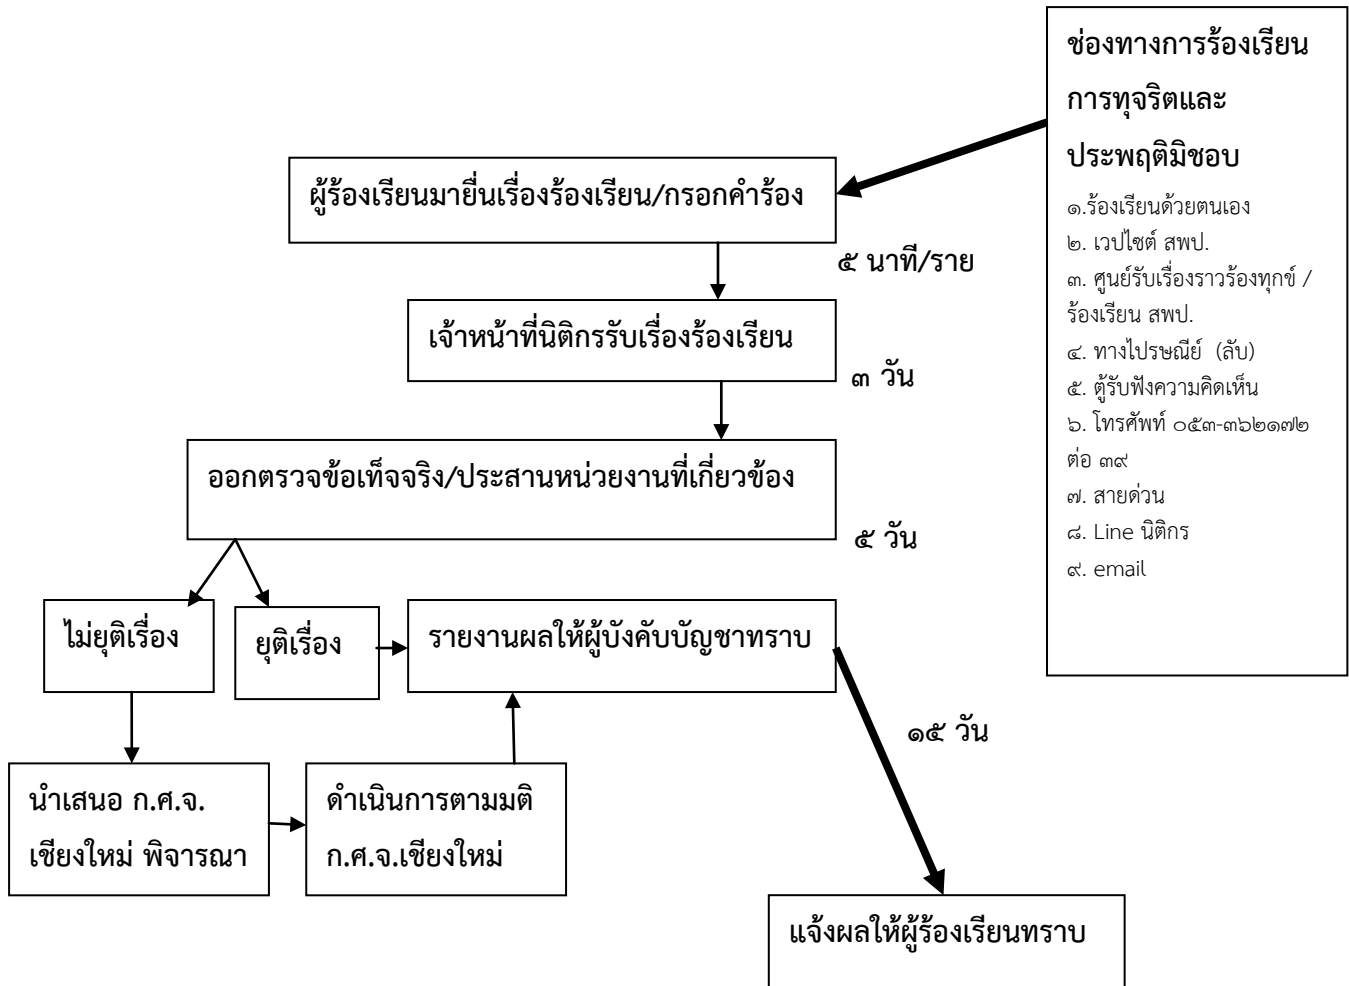 ช่องทางการร้องเรียน
การทุจริตและ
ประพฤติมิชอบ
๑.ร้องเรียนด้วยตนเอง
๒. เวปไซต์ สพป.
๓. ศูนย์รับเรื่องราวร้องทุกข์ /
ร้องเรียน สพป.
๔. ทางไปรษณีย์ (ลับ)
๕. ตู้รับฟังความคิดเห็น
๖. โทรศัพท์ ๐๕๓-๓๖๒๑๗๒
ต่อ ๓๙
๗. สายด่วน
๘. Line นิติกร
๙. email
ผู้ร้องเรียนมายื่นเรื่องร้องเรียน/กรอกคำร้อง
๕ นาที/ราย
เจ้าหน้าที่นิติกรรับเรื่องร้องเรียน
๓ วัน
ออกตรวจข้อเท็จจริง/ประสานหน่วยงานที่เกี่ยวข้อง
๕ วัน
ไม่ยุติเรื่อง
ยุติเรื่อง
รายงานผลให้ผู้บังคับบัญชาทราบ
๑๕ วัน
นำเสนอ ก.ศ.จ.
เชียงใหม่ พิจารณา
ดำเนินการตามมติ
ก.ศ.จ.เชียงใหม่
แจ้งผลให้ผู้ร้องเรียนทราบ